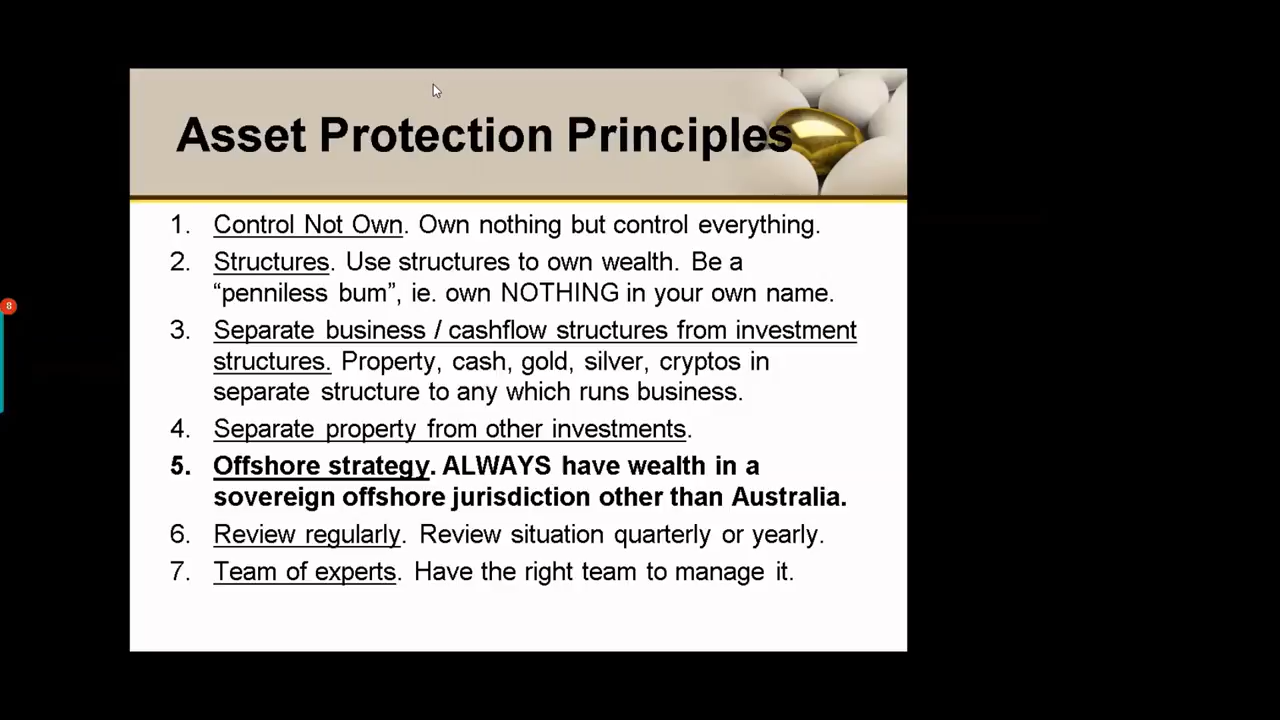 Asset Protection Principles
1. Control Not Own. Own nothing but control everything.
2. Structures. Use structures to own wealth. Be a
“penniless bum”, ie. own NOTHING in your own name.
3. Separate business / cashflow structures from investment
structures. Property, cash, gold, silver, cryptos in
separate structure to any which runs business.
4. Separate property from other investments.
5. Offshore strategy. ALWAYS have wealth in a
sovereign offshore jurisdiction other than Australia.
6. Review regularly. Review situation quarterly or yearly.
7. Team of experts. Have the right team to manage it.
8